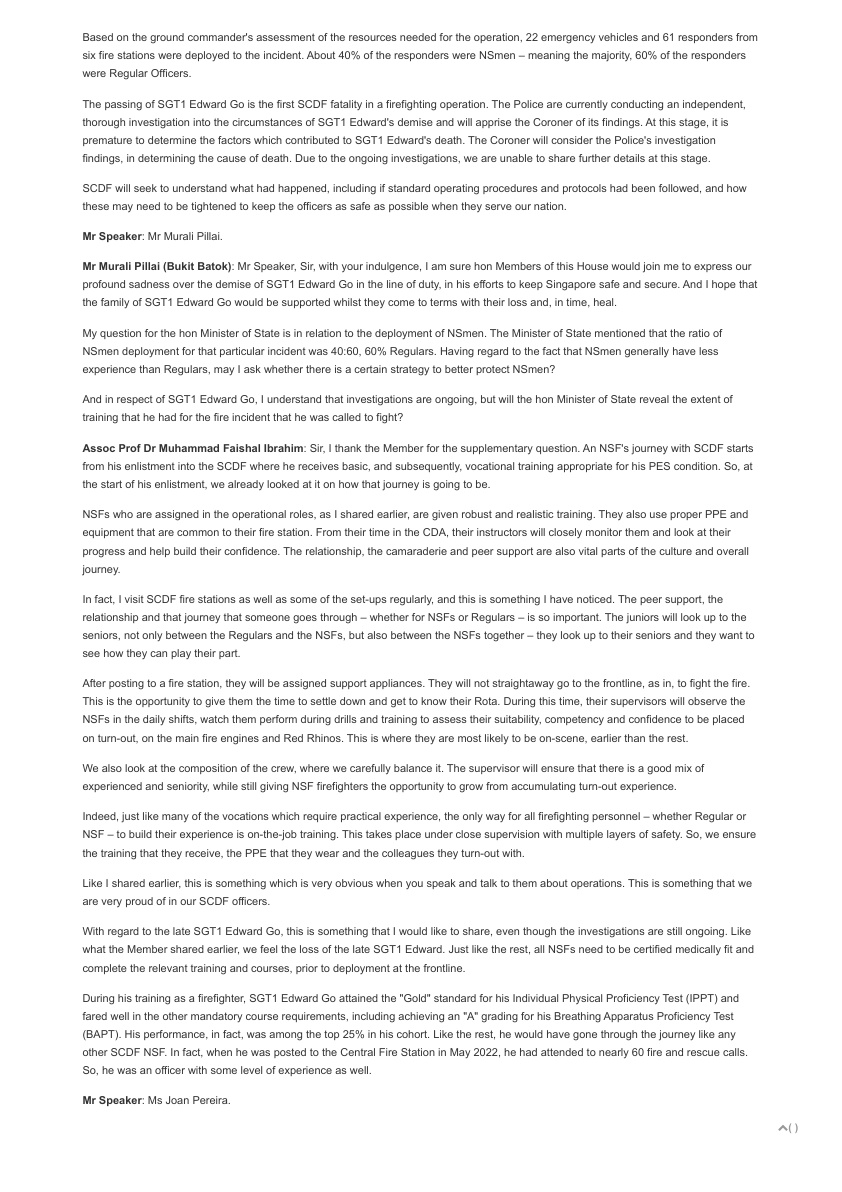 Based on the ground commander's assessment of the resources needed for the operation, 22 emergency vehicles and 61 responders from
six fire stations were deployed to the incident. About 40% of the responders were NSmen – meaning the majority, 60% of the responders
were Regular Officers.
The passing of SGT1 Edward Go is the first SCDF fatality in a firefighting operation. The Police are currently conducting an independent,
thorough investigation into the circumstances of SGT1 Edward's demise and will apprise the Coroner of its findings. At this stage, it is
premature to determine the factors which contributed to SGT1 Edward's death. The Coroner will consider the Police's investigation
findings, in determining the cause of death. Due to the ongoing investigations, we are unable to share further details at this stage.
SCDF will seek to understand what had happened, including if standard operating procedures and protocols had been followed, and how
these may need to be tightened to keep the officers as safe as possible when they serve our nation.
Mr Speaker: Mr Murali Pillai.
Mr Murali Pillai (Bukit Batok): Mr Speaker, Sir, with your indulgence, I am sure hon Members of this House would join me to express our
profound sadness over the demise of SGT1 Edward Go in the line of duty, in his efforts to keep Singapore safe and secure. And I hope that
the family of SGT1 Edward Go would be supported whilst they come to terms with their loss and, in time, heal.
My question for the hon Minister of State is in relation to the deployment of NSmen. The Minister of State mentioned that the ratio of
NSmen deployment for that particular incident was 40:60, 60% Regulars. Having regard to the fact that NSmen generally have less
experience than Regulars, may I ask whether there is a certain strategy to better protect NSmen?
And in respect of SGT1 Edward Go, I understand that investigations are ongoing, but will the hon Minister of State reveal the extent of
training that he had for the fire incident that he was called to fight?
Assoc Prof Dr Muhammad Faishal Ibrahim: Sir, I thank the Member for the supplementary question. An NSF's journey with SCDF starts
from his enlistment into the SCDF where he receives basic, and subsequently, vocational training appropriate for his PES condition. So, at
the start of his enlistment, we already looked at it on how that journey is going to be.
NSFs who are assigned in the operational roles, as I shared earlier, are given robust and realistic training. They also use proper PPE and
equipment that are common to their fire station. From their time in the CDA, their instructors will closely monitor them and look at their
progress and help build their confidence. The relationship, the camaraderie and peer support are also vital parts of the culture and overall
journey.
In fact, I visit SCDF fire stations as well as some of the set-ups regularly, and this is something I have noticed. The peer support, the
relationship and that journey that someone goes through – whether for NSFs or Regulars – is so important. The juniors will look up to the
seniors, not only between the Regulars and the NSFs, but also between the NSFs together – they look up to their seniors and they want to
see how they can play their part.
After posting to a fire station, they will be assigned support appliances. They will not straightaway go to the frontline, as in, to fight the fire.
This is the opportunity to give them the time to settle down and get to know their Rota. During this time, their supervisors will observe the
NSFs in the daily shifts, watch them perform during drills and training to assess their suitability, competency and confidence to be placed
on turn-out, on the main fire engines and Red Rhinos. This is where they are most likely to be on-scene, earlier than the rest.
We also look at the composition of the crew, where we carefully balance it. The supervisor will ensure that there is a good mix of
experienced and seniority, while still giving NSF firefighters the opportunity to grow from accumulating turn-out experience.
Indeed, just like many of the vocations which require practical experience, the only way for all firefighting personnel – whether Regular or
NSF – to build their experience is on-the-job training. This takes place under close supervision with multiple layers of safety. So, we ensure
the training that they receive, the PPE that they wear and the colleagues they turn-out with.
Like I shared earlier, this is something which is very obvious when you speak and talk to them about operations. This is something that we
are very proud of in our SCDF officers.
With regard to the late SGT1 Edward Go, this is something that I would like to share, even though the investigations are still ongoing. Like
what the Member shared earlier, we feel the loss of the late SGT1 Edward. Just like the rest, all NSFs need to be certified medically fit and
complete the relevant training and courses, prior to deployment at the frontline.
During his training as a firefighter, SGT1 Edward Go attained the "Gold" standard for his Individual Physical Proficiency Test (IPPT) and
fared well in the other mandatory course requirements, including achieving an "A" grading for his Breathing Apparatus Proficiency Test
(BAPT). His performance, in fact, was among the top 25% in his cohort. Like the rest, he would have gone through the journey like any
other SCDF NSF. In fact, when he was posted to the Central Fire Station in May 2022, he had attended to nearly 60 fire and rescue calls.
So, he was an officer with some level of experience as well.
Mr Speaker: Ms Joan Pereira.
( )